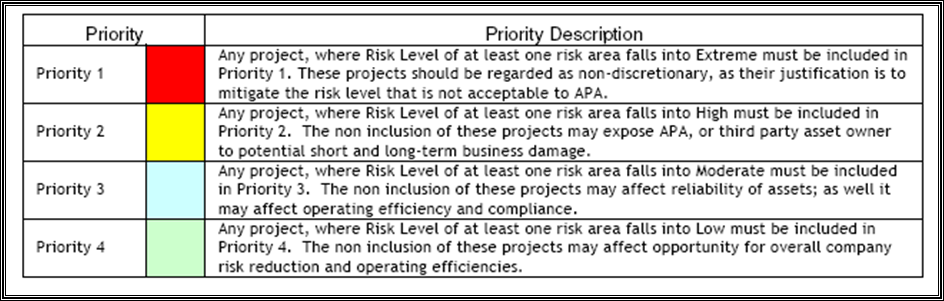 Priority Priority Description
Priority 1
Any project, where Risk Level of at least one risk area falls into Extreme must be included in
Priority 1. These projects should be regarded as non-discretionary, as their justification is to
mitigate the risk level that is not acceptable to APA.
Priority 2
Any project, where Risk Level of at least one risk area falls into High must be included in
Priority 2.  The non inclusion of these projects may expose APA, or third party asset owner
to potential short and long-term business damage.
Priority 3
Any project, where Risk Level of at least one risk area falls into Moderate must be included
in Priority 3.  The non inclusion of these projects may affect reliability of assets; as well it
may affect operating efficiency and compliance.
Priority 4
Any project, where Risk Level of at least one risk area falls into Low must be included in
Priority 4.  The non inclusion of these projects may affect opportunity for overall company
risk reduction and operating efficiencies.